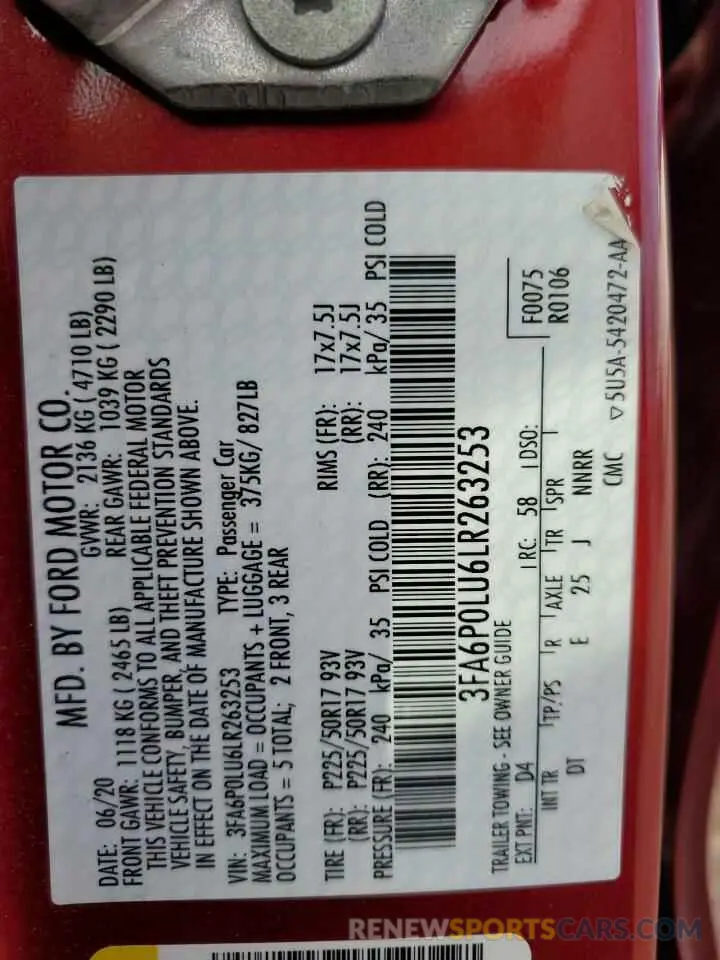 MFD. BY FORD MOTOR CO.
DATE: 06/20 GVWR: 2136 KG ( 4710 LB)
FRONT GAWR: 1118 KG ( 2465 LB) REAR GAWR: 1039 KG ( 2290 LB)
THIS VEHICLE CONFORMS TO ALL APPLICABLE FEDERAL MOTOR
VEHICLE SAFETY, BUMPER, AND THEFT PREVENTION STANDARDS
IN EFFECT ON THE DATE OF MANUFACTURE SHOWN ABOVE.
VIN: 3FA6P0LU6LR263253 TYPE: Passenger Car
MAXIMUM LOAD = OCCUPANTS + LUGGAGE = 375KG/ 827LB
OCCUPANTS = 5 TOTAL; 2 FRONT, 3 REAR
TIRE (FR): P225/50R17 93V RIMS (FR): 17x7.5J
(RR): P225/50R17 93V (RR): 17x7.5J
PRESSURE (FR): 240 kPa/ 35 PSI COLD (RR): 240 kPa/ 35 PSI COLD
3FA6P0LU6LR263253
TRAILER TOWING - SEE OWNER GUIDE F0075
EXT PNT: D4 RC: 58 DSO: R0106
INT TR TP/PS R AXLE TR SPR
DT E 25 J NNRR
CMC ▽5U5A-5420472-AA
RENEWSPORTSCARS.COM